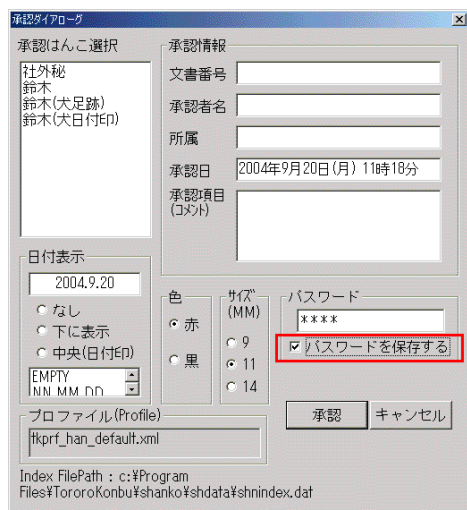 承認ダイアログ
承認はんこ選択
社外秘
鈴木
鈴木(犬足跡)
鈴木(犬日付印)
承認情報
文書番号
承認者名
所属
承認日 2004年9月20日(月) 11時18分
承認項目
(コメント)
日付表示
2004.9.20
なし
下に表示
中央(日付印)
EMPTY
NN.MM.DD
色
赤
黒
サイズ
(MM)
9
11
14
パスワード
****
パスワードを保存する
承認 キャンセル
プロファイル(Profile)
tkprf_han_default.xml
Index FilePath : c:¥Program
Files¥TororoKonbu¥shanko¥shdata¥shnindex.dat